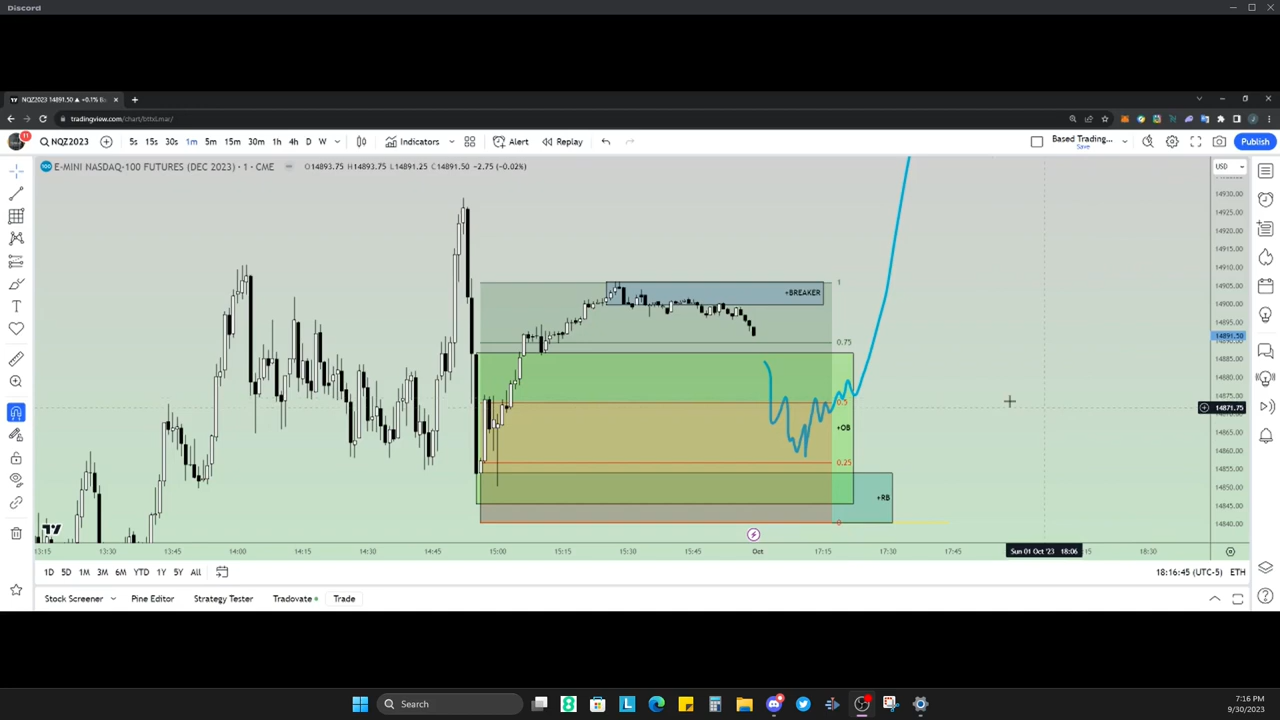 Discord
NQZ2023 14891.50 ▲ +0.1% Ba
tradingview.com/chart/bttxLmar/
11
NQZ2023 5s 15s 30s 1m 5m 15m 30m 1h 4h D W Indicators Alert Replay Based Trading... Save Publish
100 E-MINI NASDAQ-100 FUTURES (DEC 2023) · 1 · CME O14893.75 H14893.75 L14891.25 C14891.50 +2.75 (+0.02%)
USD
14930.00
14925.00
14920.00
14915.00
14910.00
14905.00
14900.00
14895.00
14891.50
14890.00
14885.00
14880.00
14875.00
14871.75
14865.00
14860.00
14855.00
14850.00
14845.00
14840.00
1
+BREAKER
0.75
0.5
+OB
0.25
+RB
0
13:15 13:30 13:45 14:00 14:15 14:30 14:45 15:00 15:15 15:30 15:45 Oct 17:15 17:30 17:45 Sun 01 Oct '23 18:06 18:30
1D 5D 1M 3M 6M YTD 1Y 5Y All 18:16:45 (UTC-5) ETH
Stock Screener Pine Editor Strategy Tester Tradovate Trade
Search
7:16 PM
9/30/2023